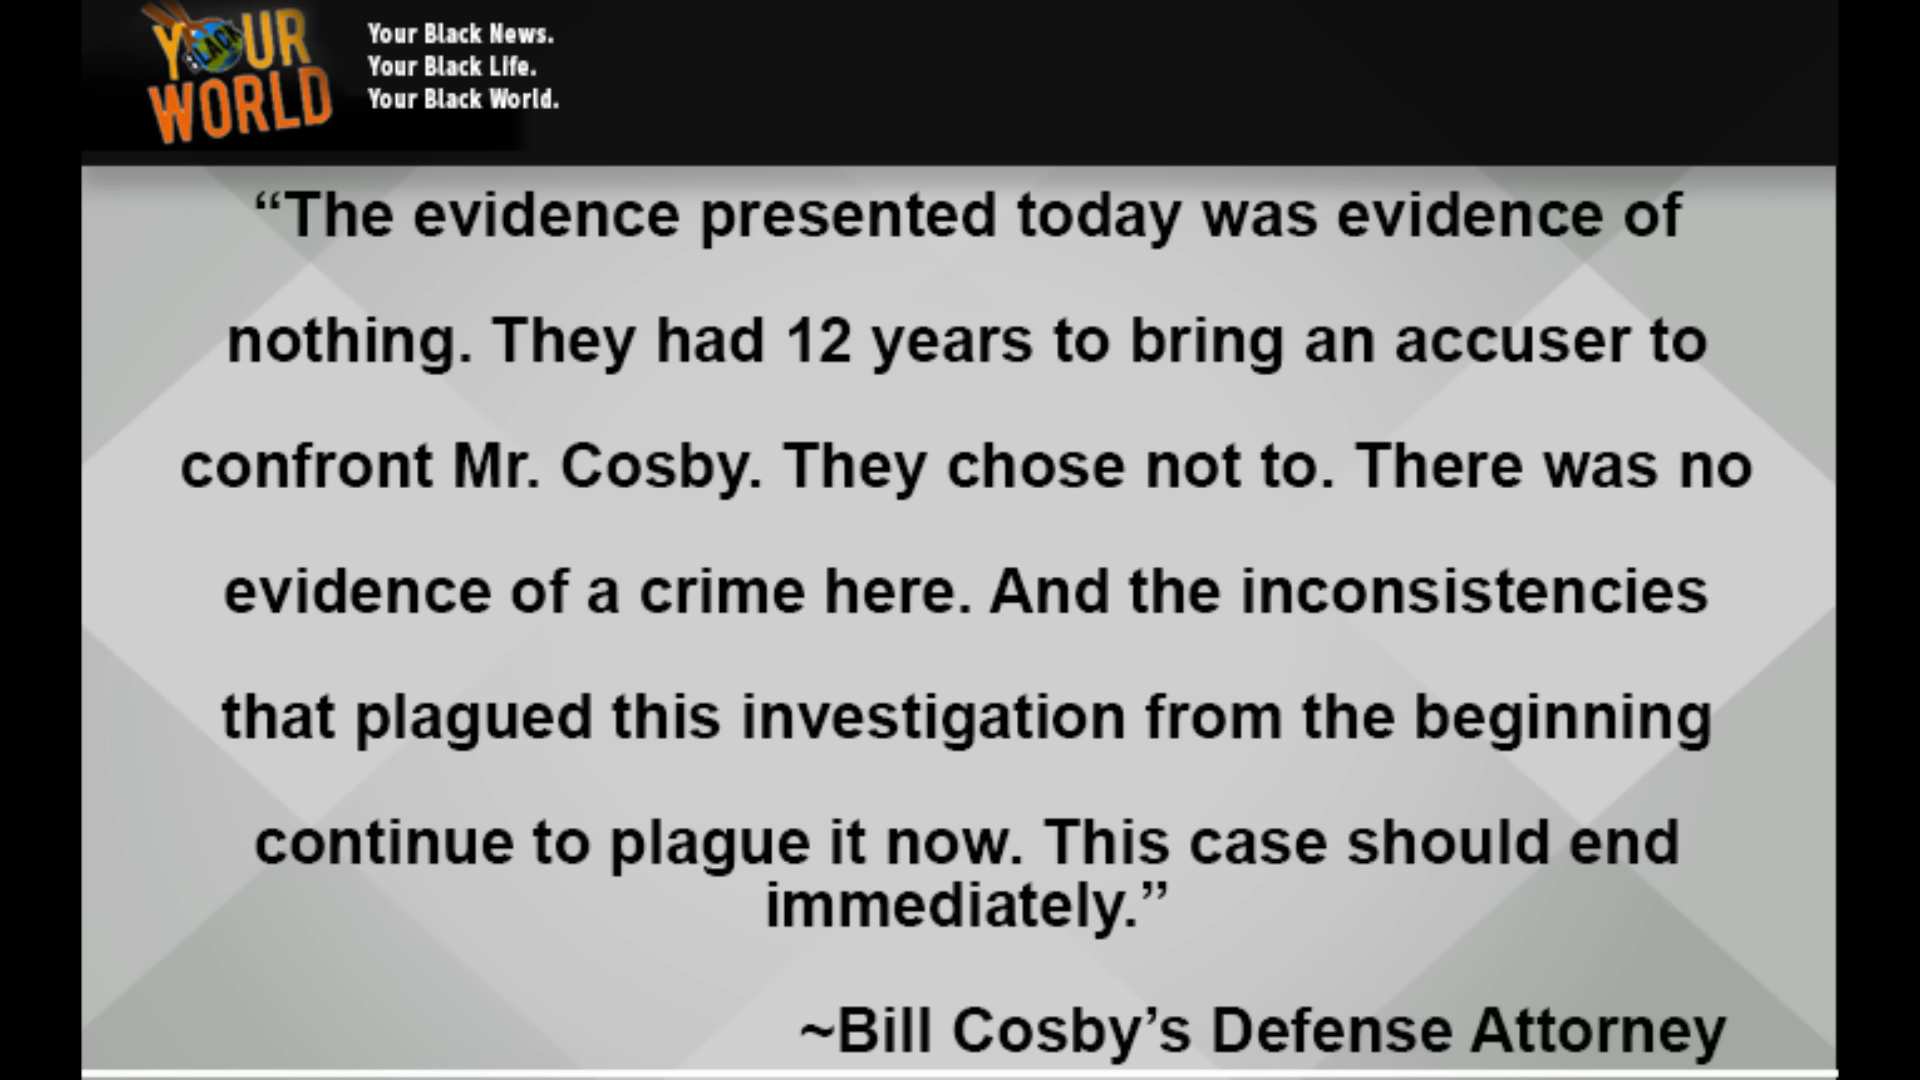 YOUR
BLACK
WORLD
Your Black News.
Your Black Life.
Your Black World.
“The evidence presented today was evidence of
nothing. They had 12 years to bring an accuser to
confront Mr. Cosby. They chose not to. There was no
evidence of a crime here. And the inconsistencies
that plagued this investigation from the beginning
continue to plague it now. This case should end
immediately.”
~Bill Cosby’s Defense Attorney